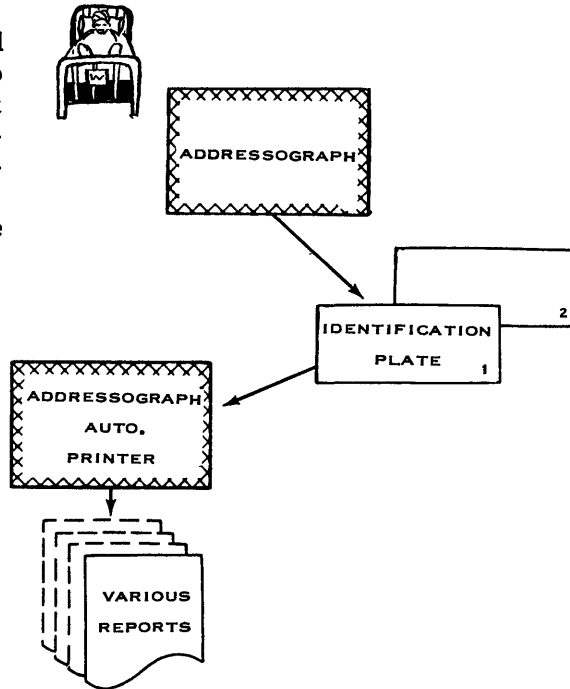 ADDRESSOGRAPH
2
IDENTIFICATION
PLATE 1
ADDRESSOGRAPH
AUTO.
PRINTER
VARIOUS
REPORTS